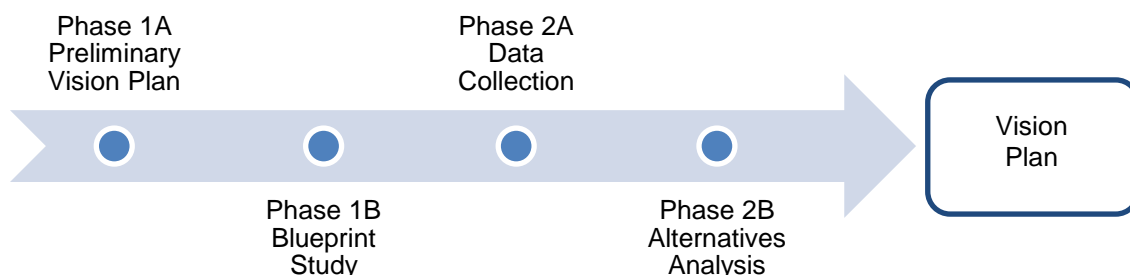 Phase 1A
Preliminary
Vision Plan
Phase 1B
Blueprint
Study
Phase 2A
Data
Collection
Phase 2B
Alternatives
Analysis
Vision
Plan